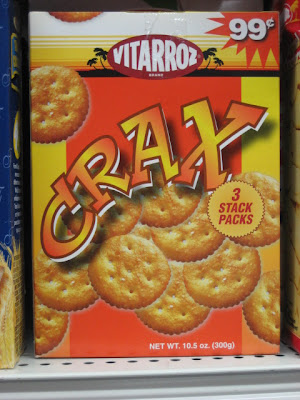 99¢
VITARROZ
BRAND
CRAX
3
STACK
PACKS
NET WT. 10.5 oz. (300g)